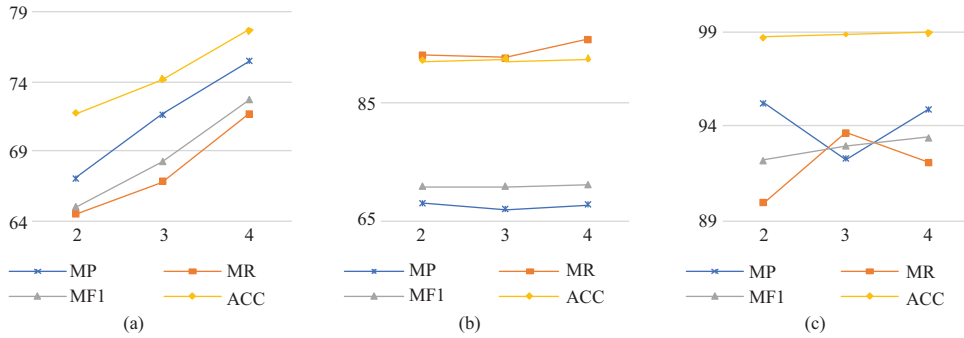 79
74
69
64
2 3 4
MP MR
MF1 ACC
(a)
85
65
2 3 4
MP MR
MF1 ACC
(b)
99
94
89
2 3 4
MP MR
MF1 ACC
(c)